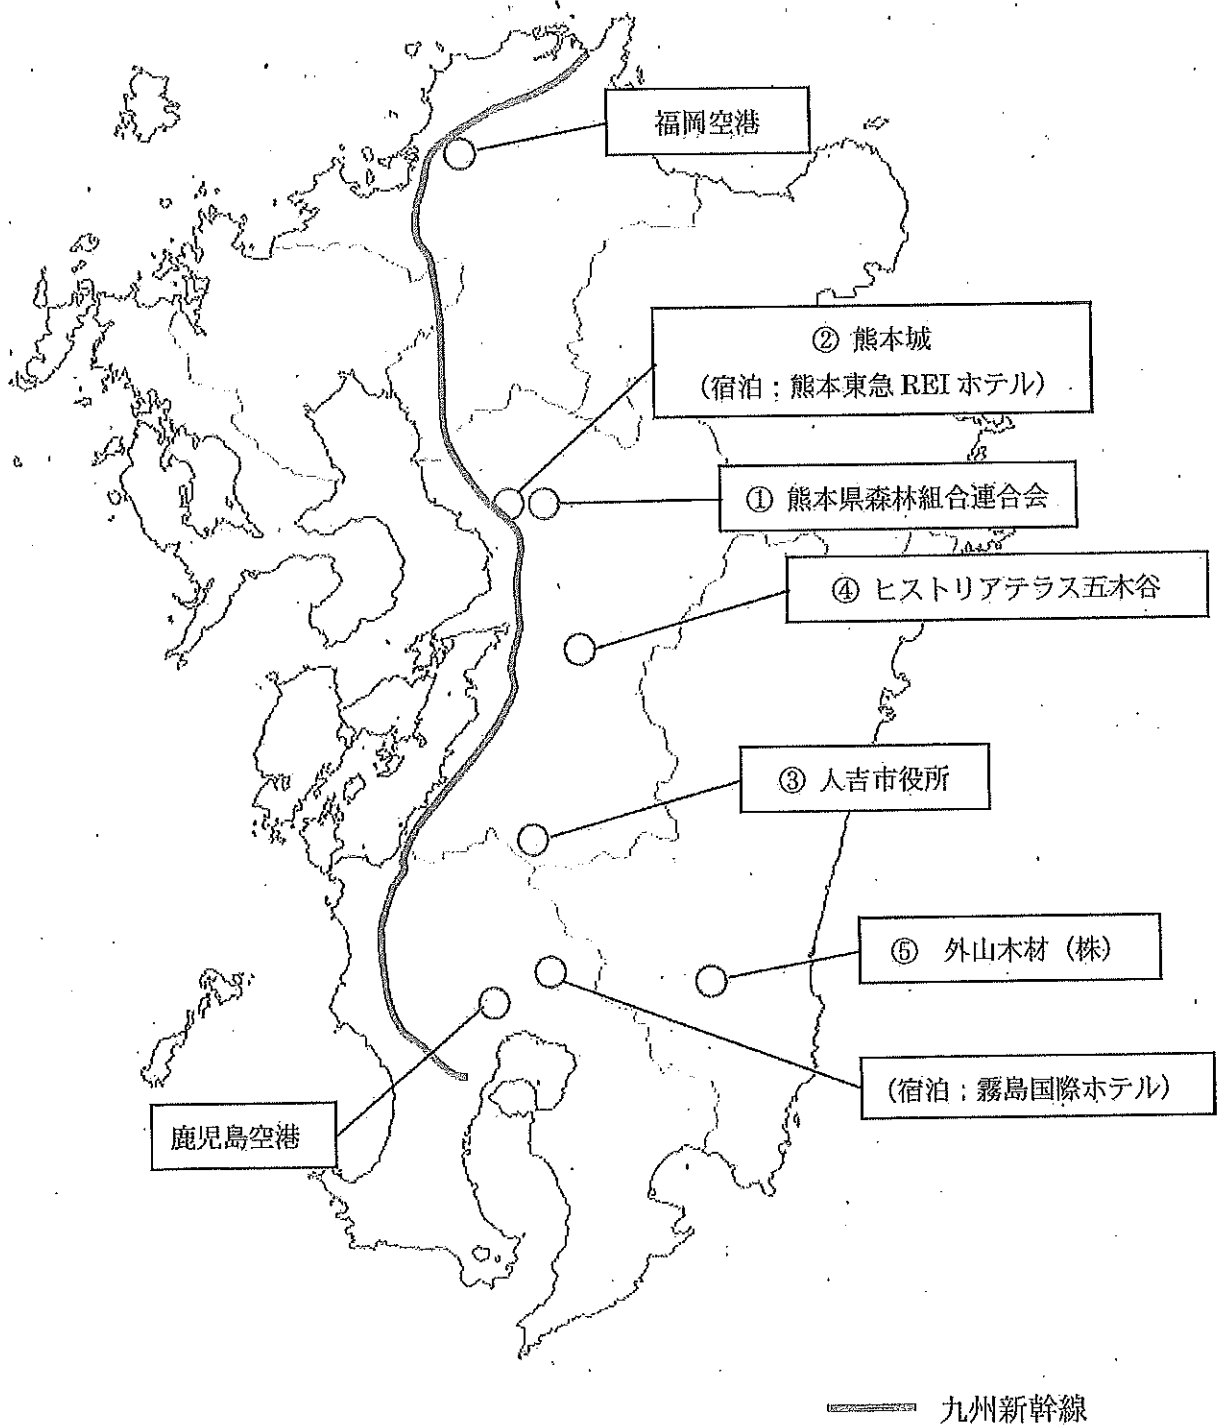 福岡空港
② 熊本城
(宿泊；熊本東急 REI ホテル)
① 熊本県森林組合連合会
④ ヒストリアテラス五木谷
③ 人吉市役所
⑤ 外山木材（株）
(宿泊；霧島国際ホテル)
鹿児島空港
九州新幹線